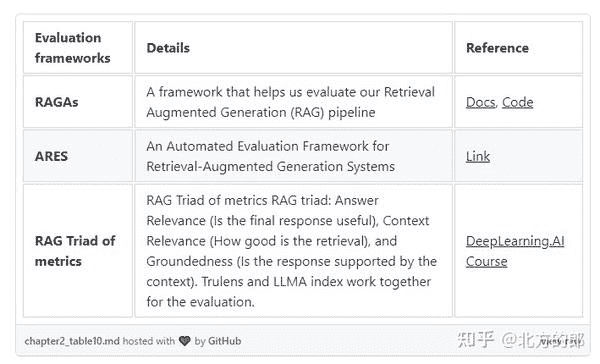 Evaluation frameworks
Details
Reference
RAGAs
A framework that helps us evaluate our Retrieval
Augmented Generation (RAG) pipeline
Docs, Code
ARES
An Automated Evaluation Framework for
Retrieval-Augmented Generation Systems
Link
RAG Triad of
metrics
RAG Triad of metrics RAG triad: Answer
Relevance (Is the final response useful), Context
Relevance (How good is the retrieval), and
Groundedness (Is the response supported by the
context). Trulens and LLMA index work together
for the evaluation.
DeepLearning.AI
Course
chapter2_table10.md hosted with ❤ by GitHub
知乎 @北方的郎